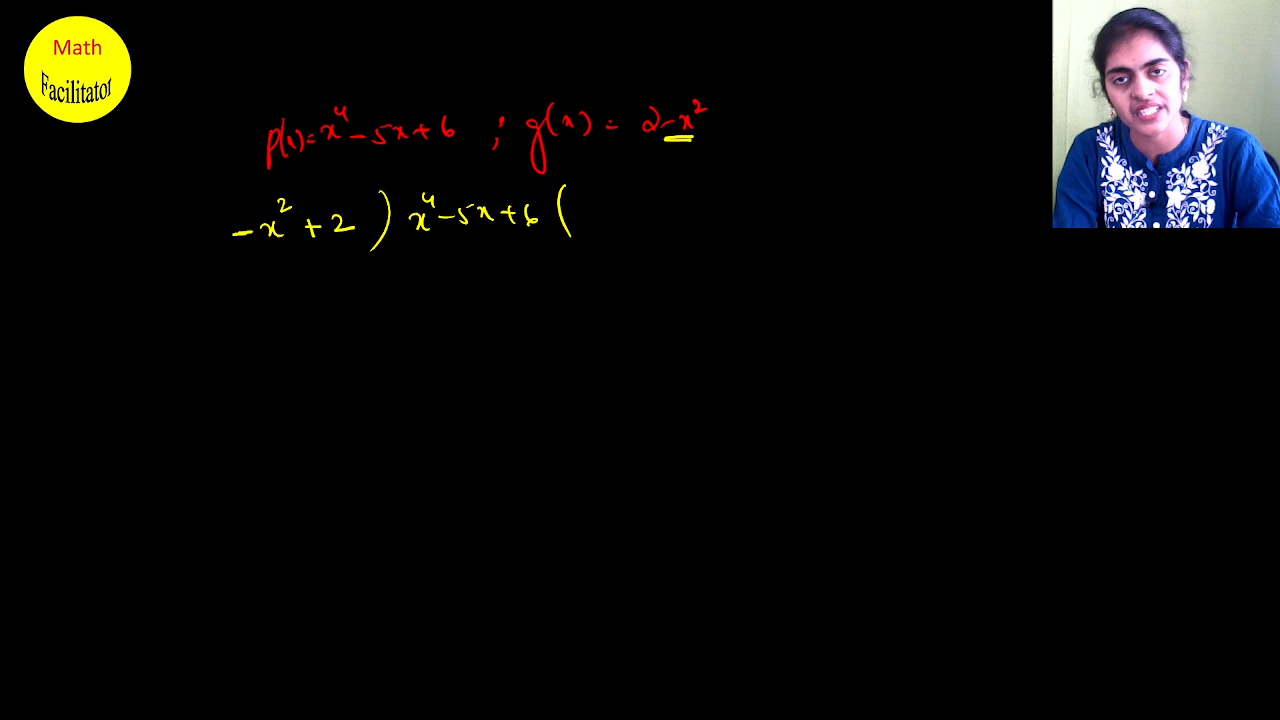 Math
Facilitator
p(x) = x⁴ - 5x + 6 ; g(x) = 2 - x²
- x² + 2 ) x⁴ - 5x + 6 (